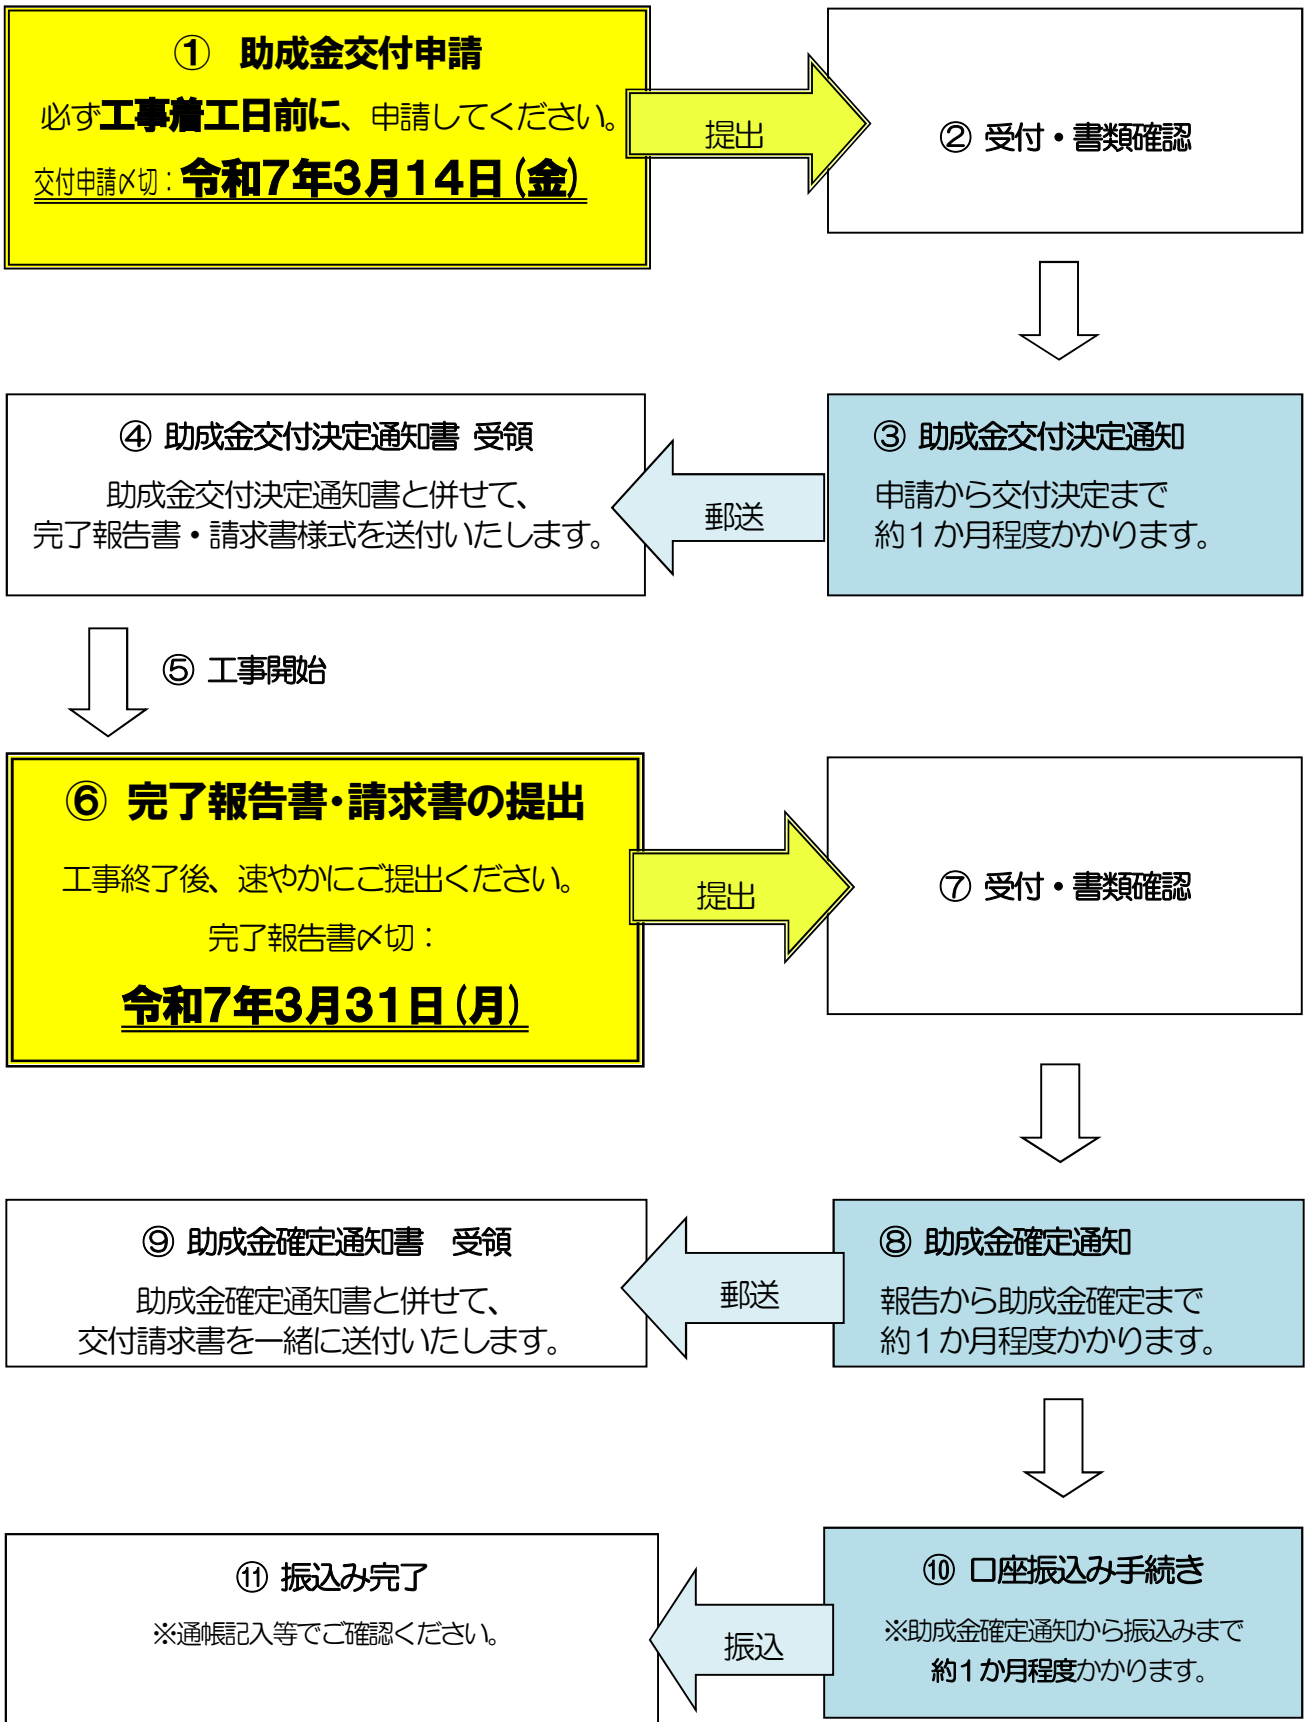 ① 助成金交付申請
必ず工事着工日前に、申請してください。
交付申請〆切：令和7年3月14日（金）
提出
② 受付・書類確認
③ 助成金交付決定通知
申請から交付決定まで
約１か月程度かかります。
郵送
④ 助成金交付決定通知書 受領
助成金交付決定通知書と併せて、
完了報告書・請求書様式を送付いたします。
⑤ 工事開始
⑥ 完了報告書・請求書の提出
工事終了後、速やかにご提出ください。
完了報告書〆切：
令和7年3月31日（月）
提出
⑦ 受付・書類確認
⑧ 助成金確定通知
報告から助成金確定まで
約１か月程度かかります。
郵送
⑨ 助成金確定通知書　受領
助成金確定通知書と併せて、
交付請求書を一緒に送付いたします。
⑩ 口座振込み手続き
※助成金確定通知から振込みまで
約１か月程度かかります。
振込
⑪ 振込み完了
※通帳記入等でご確認ください。